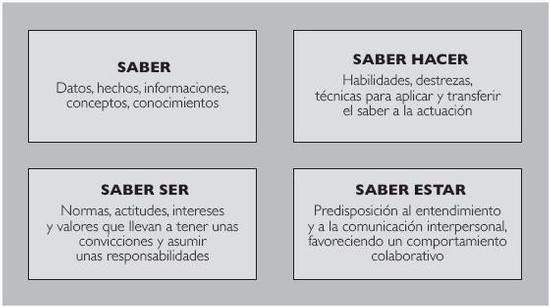 SABER
Datos, hechos, informaciones,
conceptos, conocimientos
SABER HACER
Habilidades, destrezas,
técnicas para aplicar y transferir
el saber a la actuación
SABER SER
Normas, actitudes, intereses
y valores que llevan a tener unas
convicciones y asumir
unas responsabilidades
SABER ESTAR
Predisposición al entendimiento
y a la comunicación interpersonal,
favoreciendo un comportamiento
colaborativo